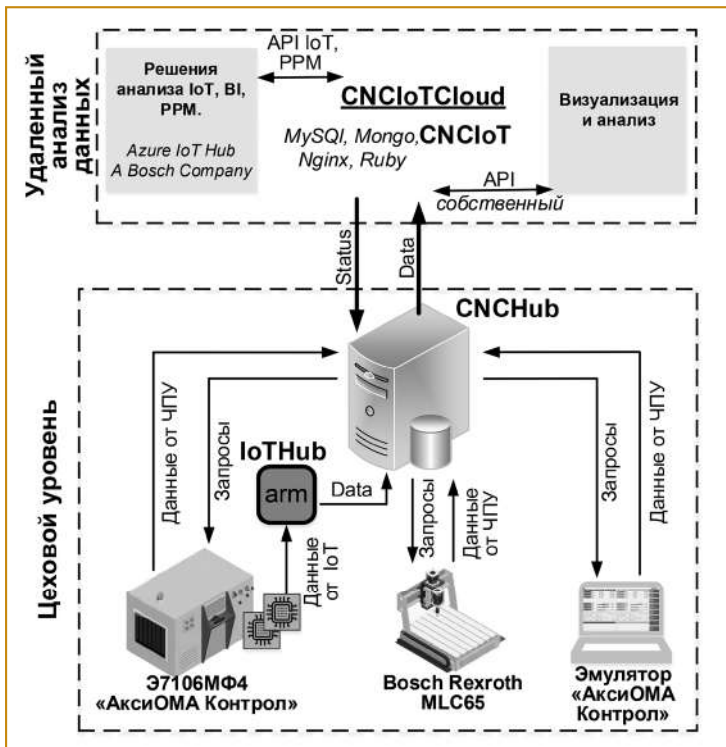 Удаленный
анализ
данных
Решения
анализа IoT, BI,
PPM.
Azure IoT Hub
A Bosch Company
API IoT,
PPM
CNCIoTCloud
MySQl, Mongo, CNCIoT
Nginx, Ruby
Визуализация
и анализ
API
собственный
Status
Data
Цеховой уровень
CNCHub
Данные от ЧПУ
Запросы
IoTHub
arm
Data
Данные
от IoT
Запросы
Данные
от ЧПУ
Запросы
Данные от ЧПУ
Э7106МФ4
«АксиОМА Контрол»
Bosch Rexroth
MLC65
Эмулятор
«АксиОМА
Контрол»